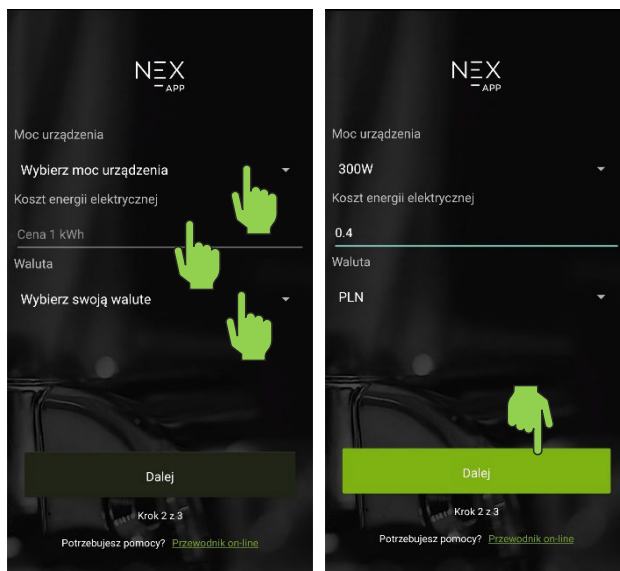 NEX
APP
Moc urządzenia
Wybierz moc urządzenia
Koszt energii elektrycznej
Cena 1 kWh
Waluta
Wybierz swoją walute
Dalej
Krok 2 z 3
Potrzebujesz pomocy? Przewodnik on-line
NEX
APP
Moc urządzenia
300W
Koszt energii elektrycznej
0.4
Waluta
PLN
Dalej
Krok 2 z 3
Potrzebujesz pomocy? Przewodnik on-line